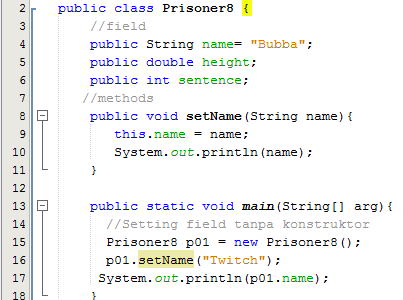 2 public class Prisoner8 {
3 //field
4 public String name= "Bubba";
5 public double height;
6 public int sentence;
7 //methods
8 public void setName(String name){
9 this.name = name;
10 System.out.println(name);
11 }
12
13 public static void main(String[] arg){
14 //Setting field tanpa konstruktor
15 Prisoner8 p01 = new Prisoner8();
16 p01.setName("Twitch");
17 System.out.println(p01.name);
18 }